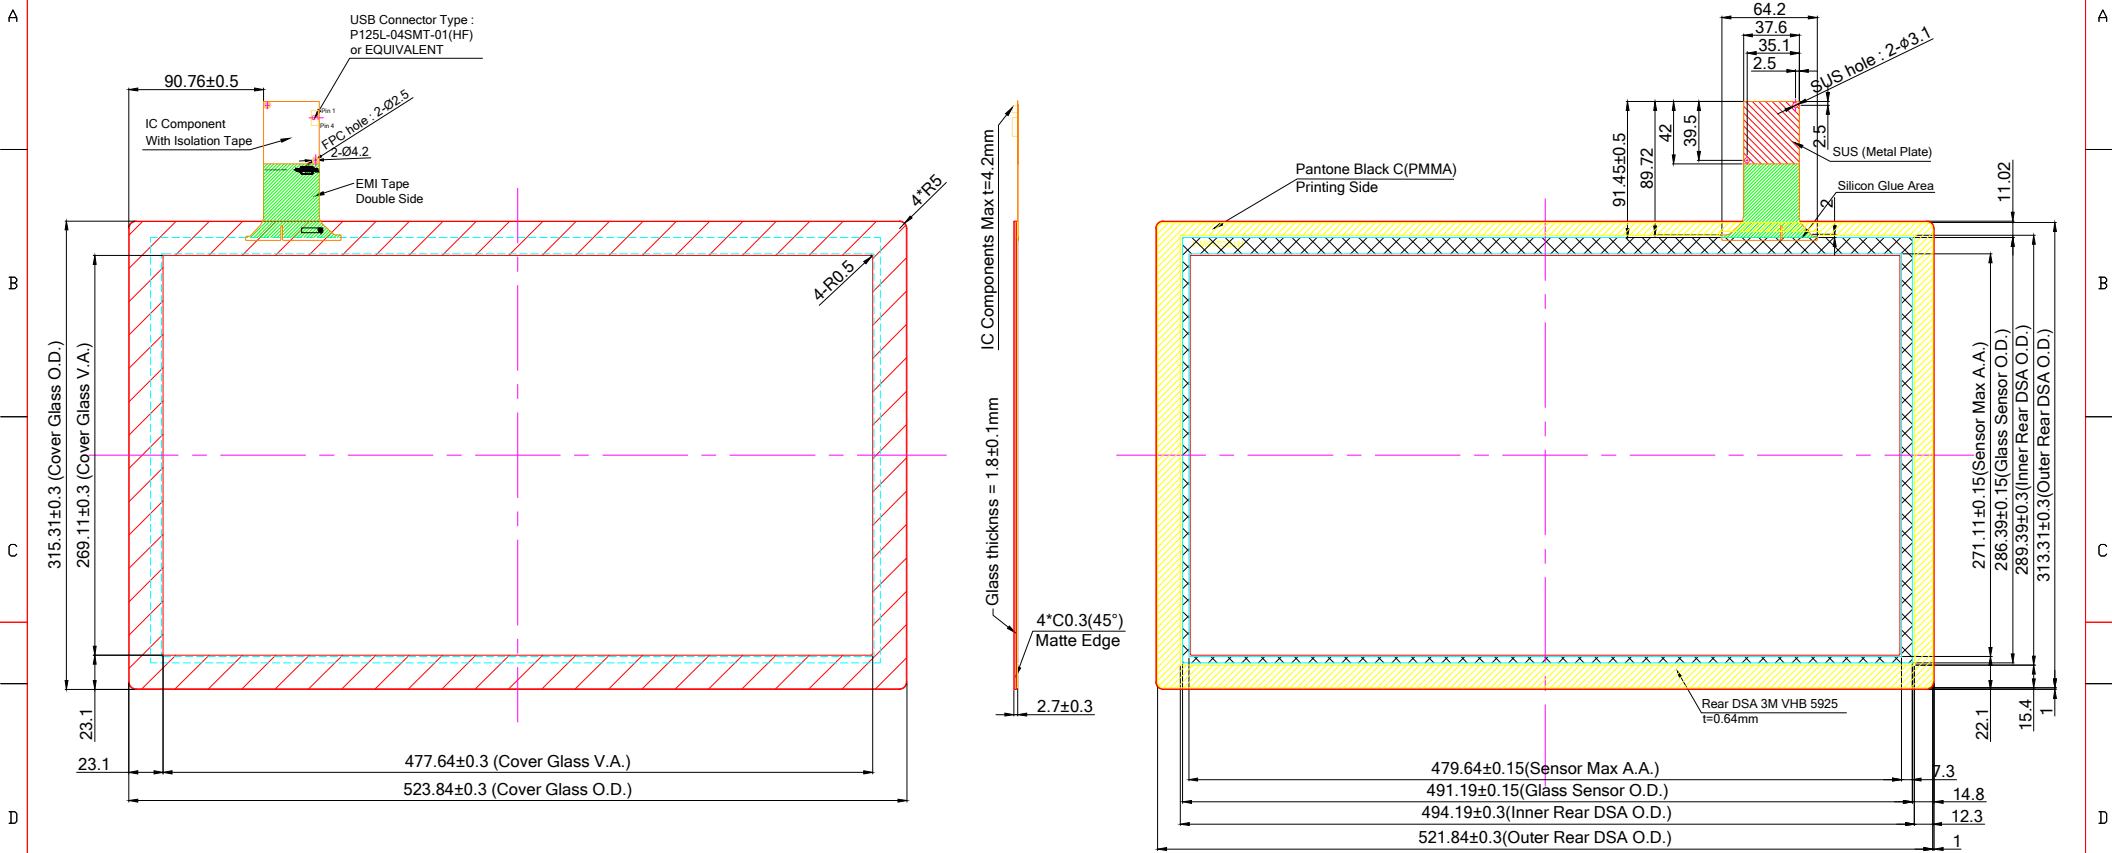 A
A
B
B
C
C
D
D
USB Connector Type :
P125L-04SMT-01(HF)
or EQUIVALENT
90.76±0.5
IC Component
With Isolation Tape
Pin 1
Pin 4
FPC hole : 2-Ø2.5
2-Ø4.2
EMI Tape
Double Side
4*R5
4-R0.5
315.31±0.3 (Cover Glass O.D.)
269.11±0.3 (Cover Glass V.A.)
23.1
23.1
477.64±0.3 (Cover Glass V.A.)
523.84±0.3 (Cover Glass O.D.)
IC Components Max t=4.2mm
Glass thicknss = 1.8±0.1mm
4*C0.3(45°)
Matte Edge
2.7±0.3
64.2
37.6
35.1
2.5
SUS hole : 2-ø3.1
91.45±0.5
89.72
42
39.5
2.5
SUS (Metal Plate)
Silicon Glue Area
2
11.02
Pantone Black C(PMMA)
Printing Side
271.11±0.15(Sensor Max A.A.)
286.39±0.15(Glass Sensor O.D.)
289.39±0.3(Inner Rear DSA O.D.)
313.31±0.3(Outer Rear DSA O.D.)
Rear DSA 3M VHB 5925
t=0.64mm
22.1
15.4
1
479.64±0.15(Sensor Max A.A.)
7.3
491.19±0.15(Glass Sensor O.D.)
14.8
494.19±0.3(Inner Rear DSA O.D.)
12.3
521.84±0.3(Outer Rear DSA O.D.)
1